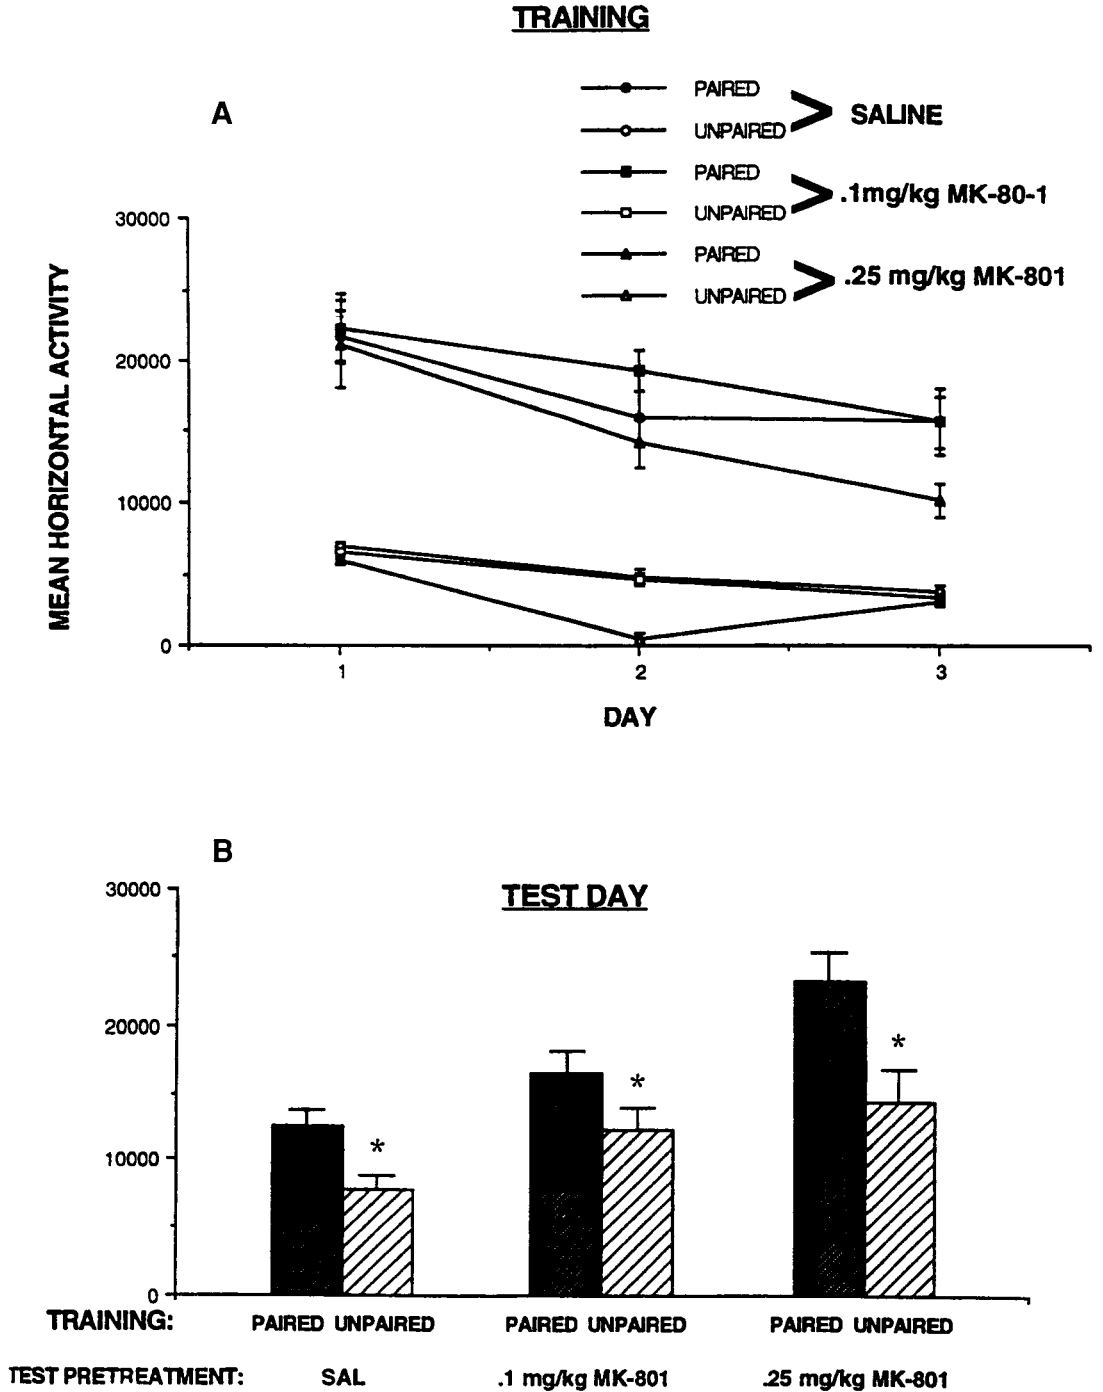 TRAINING
A
PAIRED
UNPAIRED
SALINE
PAIRED
UNPAIRED
.1mg/kg MK-80-1
PAIRED
UNPAIRED
.25 mg/kg MK-801
30000
20000
10000
0
MEAN HORIZONTAL ACTIVITY
1 2 3
DAY
B
TEST DAY
30000
20000
10000
0
*
*
*
TRAINING: PAIRED UNPAIRED PAIRED UNPAIRED PAIRED UNPAIRED
TEST PRETREATMENT: SAL .1 mg/kg MK-801 .25 mg/kg MK-801